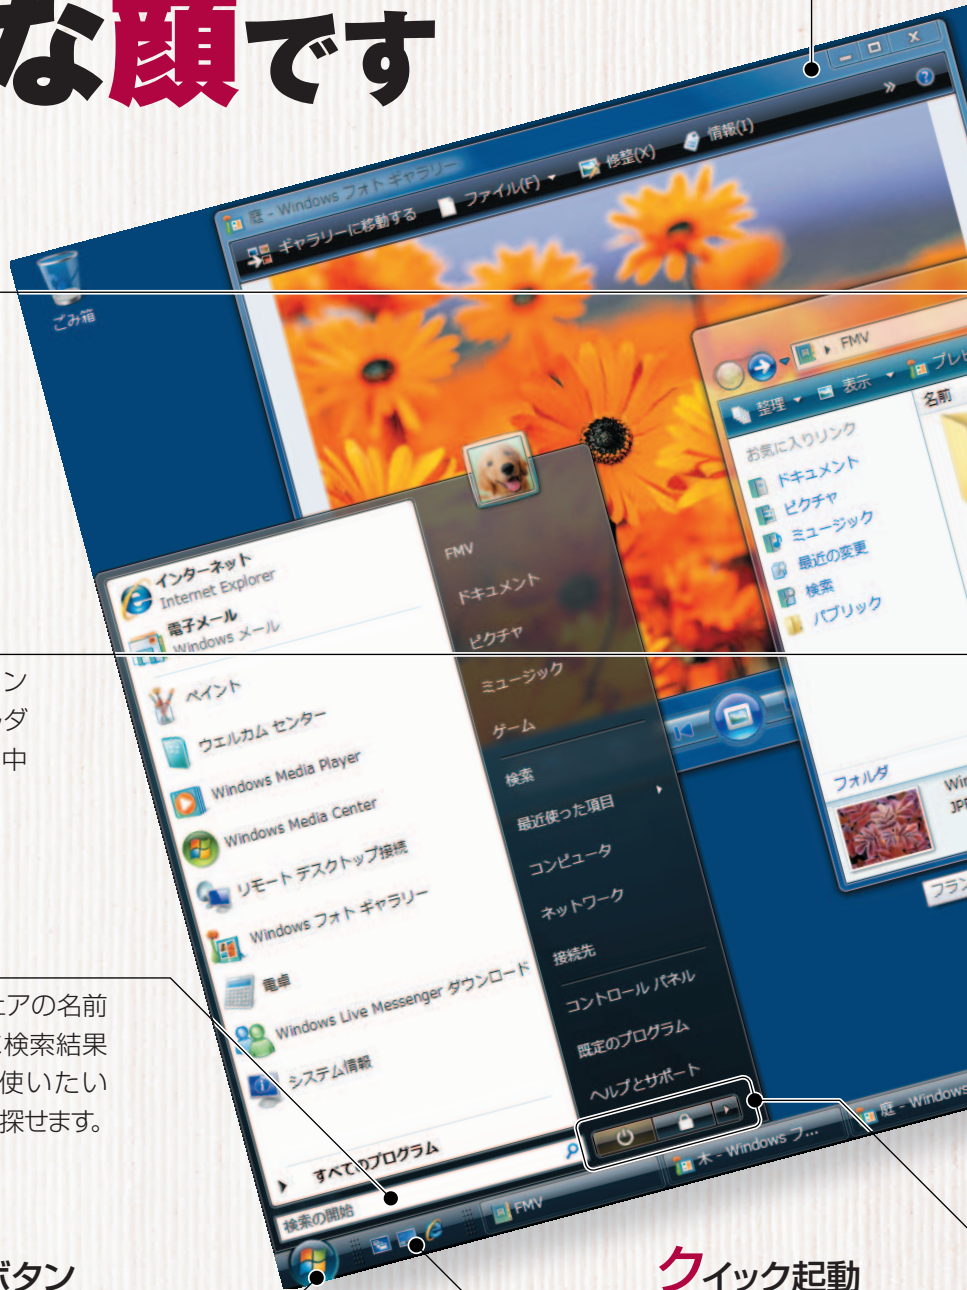 な顔です
庭 - Windows フォト ギャラリー
ギャラリーに移動する ファイル(F) 修整(X) 情報(I)
ごみ箱
FMV
整理 表示 プレビ
お気に入りリンク
名前
ドキュメント
ピクチャ
ミュージック
最近の変更
検索
パブリック
フォルダ
Win
JPE
フラン
インターネット
Internet Explorer
電子メール
Windows メール
ペイント
ウェルカム センター
Windows Media Player
Windows Media Center
リモート デスクトップ接続
Windows フォト ギャラリー
電卓
Windows Live Messenger ダウンロード
システム情報
すべてのプログラム
検索の開始
FMV
ドキュメント
ピクチャ
ミュージック
ゲーム
検索
最近使った項目
コンピュータ
ネットワーク
接続先
コントロール パネル
既定のプログラム
ヘルプとサポート
FMV
木 - Windows フ...
庭 - Windows
ン
ルダ
中
ェアの名前
検索結果
使いたい
探せます。
ボタン
クイック起動